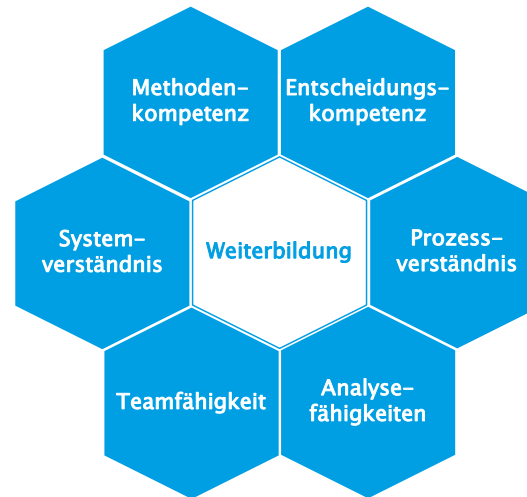 Methoden-
kompetenz
Entscheidungs-
kompetenz
System-
verständnis
Weiterbildung
Prozess-
verständnis
Teamfähigkeit
Analyse-
fähigkeiten